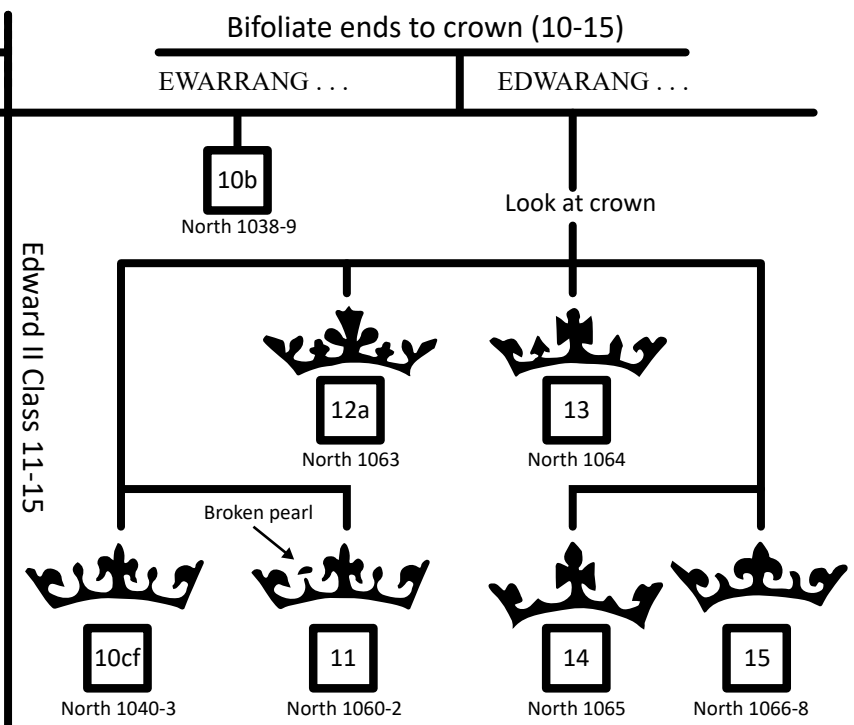 Bifoliate ends to crown (10-15)
EWARRANG . . .
EDWARANG . . .
10b
North 1038-9
Look at crown
Edward II Class 11-15
12a
North 1063
13
North 1064
Broken pearl
10cf
North 1040-3
11
North 1060-2
14
North 1065
15
North 1066-8